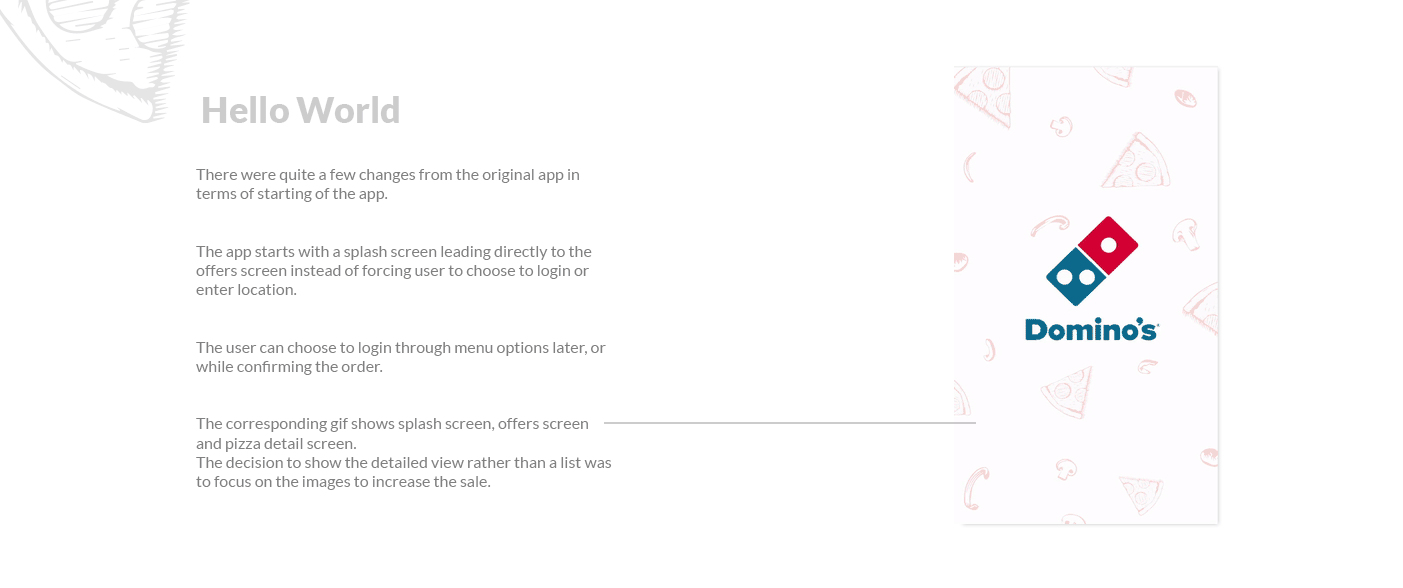 Hello World
There were quite a few changes from the original app in
terms of starting of the app.
The app starts with a splash screen leading directly to the
offers screen instead of forcing user to choose to login or
enter location.
The user can choose to login through menu options later, or
while confirming the order.
The corresponding gif shows splash screen, offers screen
and pizza detail screen.
The decision to show the detailed view rather than a list was
to focus on the images to increase the sale.
Domino's